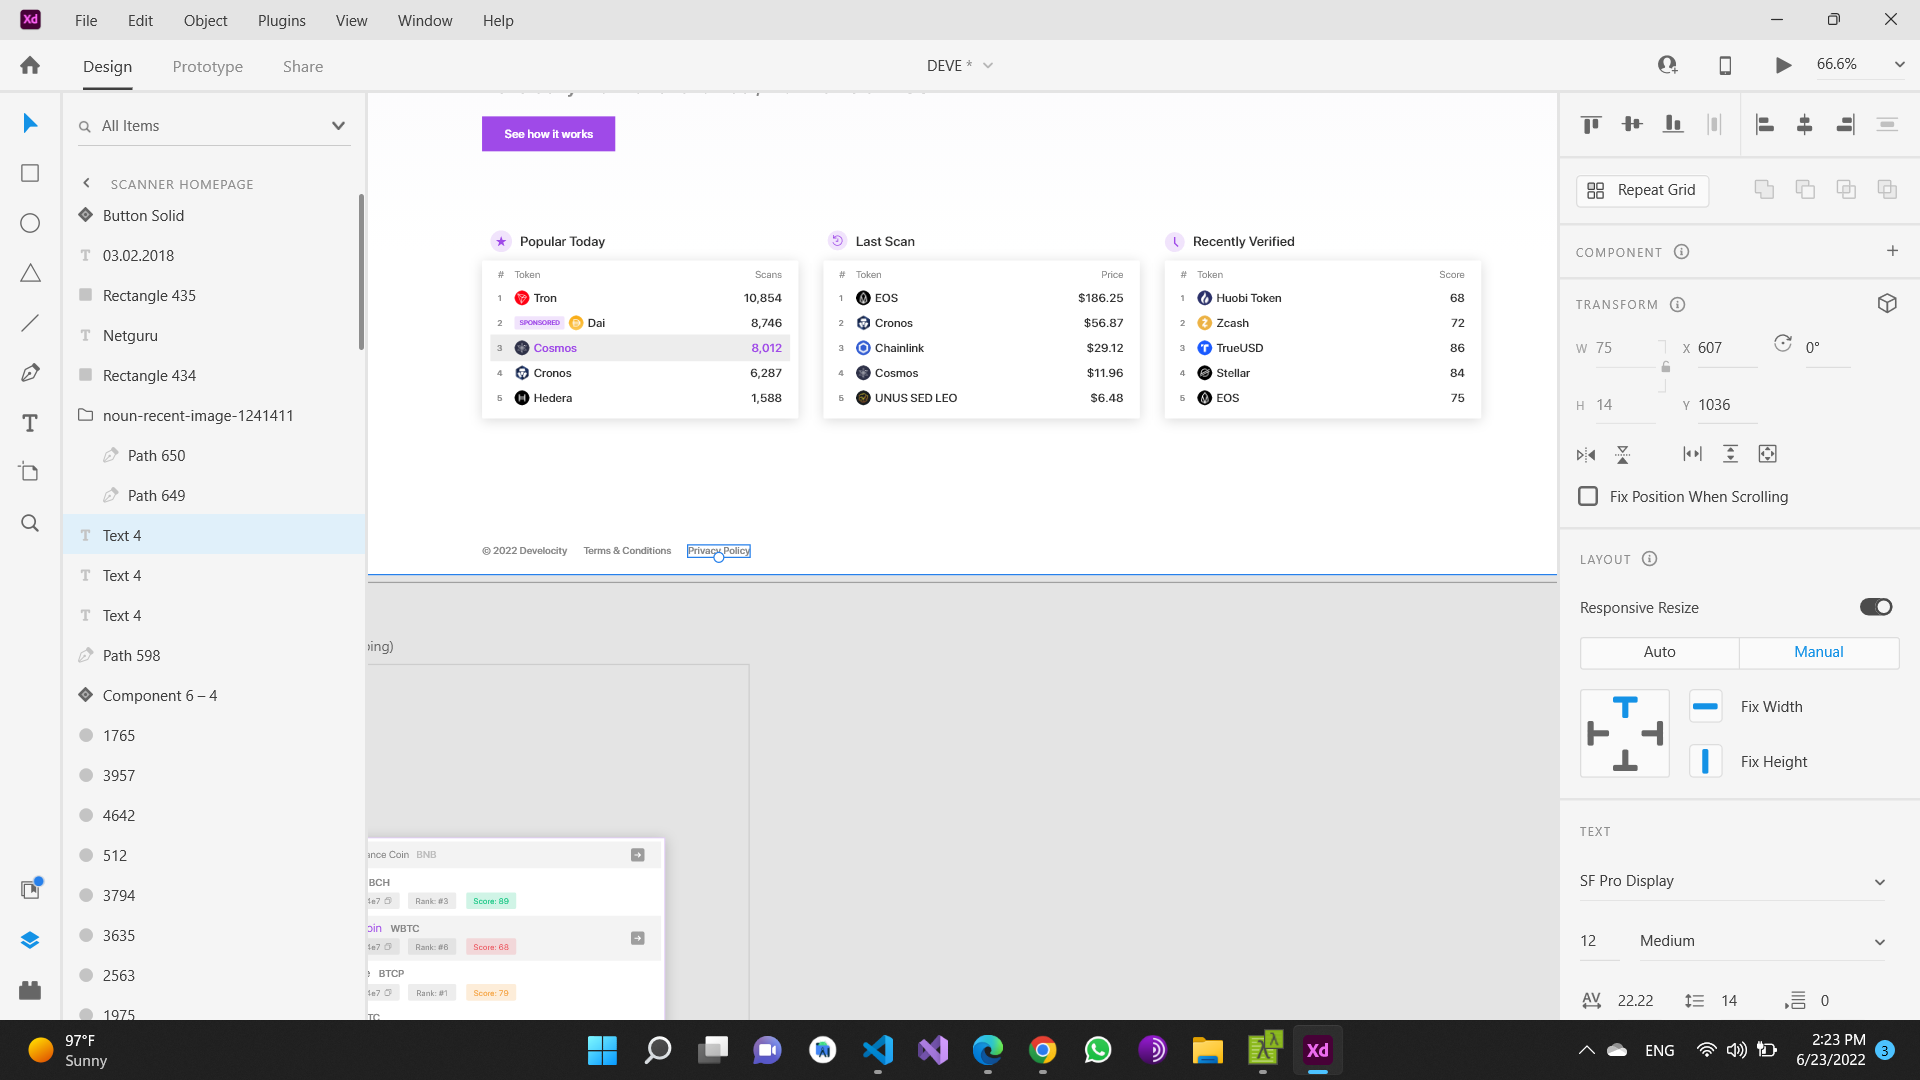 Xd File Edit Object Plugins View Window Help
Design Prototype Share
DEVE *
66.6%
All Items
SCANNER HOMEPAGE
Button Solid
03.02.2018
Rectangle 435
Netguru
Rectangle 434
noun-recent-image-1241411
Path 650
Path 649
Text 4
Text 4
Text 4
Path 598
Component 6 – 4
1765
3957
4642
512
3794
3635
2563
1975
See how it works
Popular Today
# Token Scans
1 Tron 10,854
2 SPONSORED Dai 8,746
3 Cosmos 8,012
4 Cronos 6,287
5 Hedera 1,588
Last Scan
# Token Price
1 EOS $186.25
2 Cronos $56.87
3 Chainlink $29.12
4 Cosmos $11.96
5 UNUS SED LEO $6.48
Recently Verified
# Token Score
1 Huobi Token 68
2 Zcash 72
3 TrueUSD 86
4 Stellar 84
5 EOS 75
© 2022 Develocity Terms & Conditions Privacy Policy
ping)
ance Coin BNB
BCH
4e7 Rank: #3 Score: 89
oin WBTC
4e7 Rank: #6 Score: 68
e BTCP
4e7 Rank: #1 Score: 79
TC
Repeat Grid
COMPONENT
TRANSFORM
W 75 X 607 0°
H 14 Y 1036
Fix Position When Scrolling
LAYOUT
Responsive Resize
Auto Manual
Fix Width
Fix Height
TEXT
SF Pro Display
12 Medium
AV 22.22 14 0
97°F
Sunny
Xd
ENG
2:23 PM
6/23/2022
3